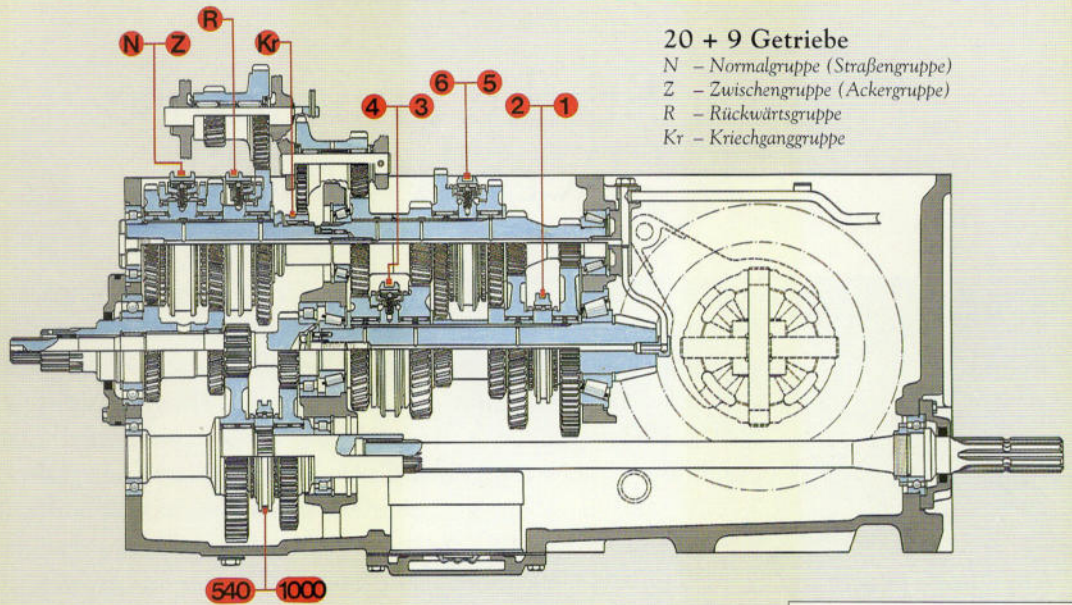 R
N Z
Kr
20 + 9 Getriebe
N – Normalgruppe (Straßengruppe)
Z – Zwischengruppe (Ackergruppe)
R – Rückwärtsgruppe
Kr – Kriechganggruppe
6 5
4 3
2 1
540 1000